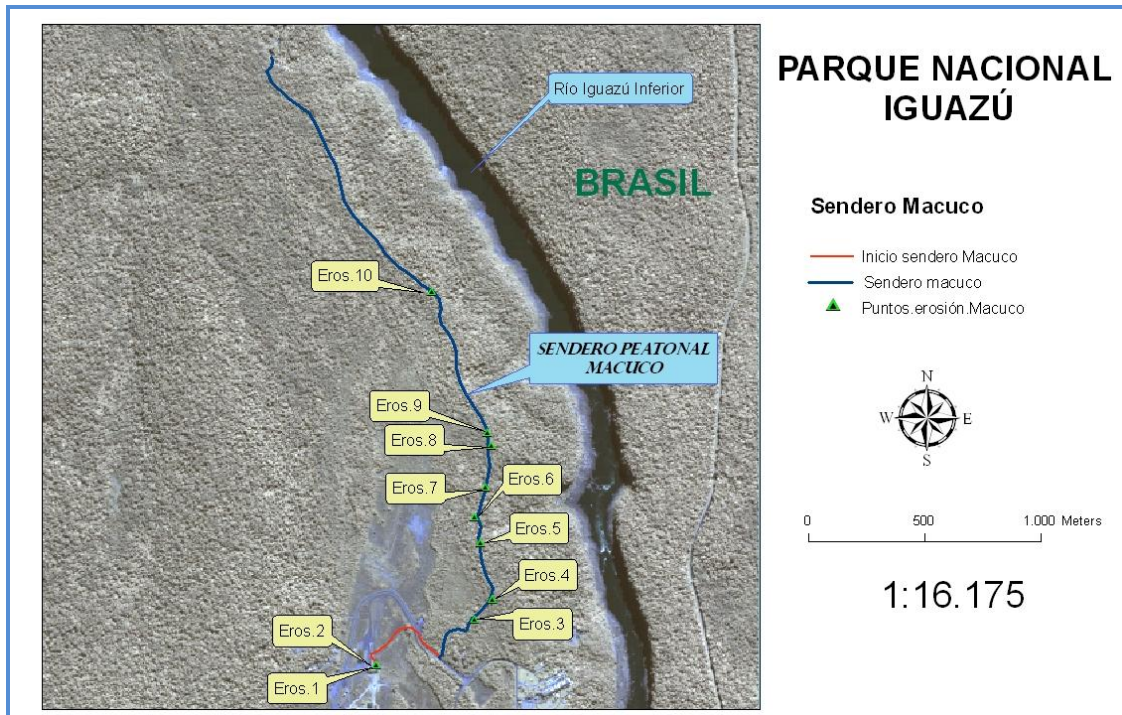 PARQUE NACIONAL
IGUAZÚ
Río Iguazú Inferior
BRASIL
Sendero Macuco
Inicio sendero Macuco
Sendero macuco
Puntos.erosión.Macuco
Eros.10
SENDERO PEATONAL
MACUCO
N
W E
S
Eros.9
Eros.8
Eros.7
Eros.6
Eros.5
Eros.4
Eros.3
Eros.2
Eros.1
0 500 1.000 Meters
1:16.175